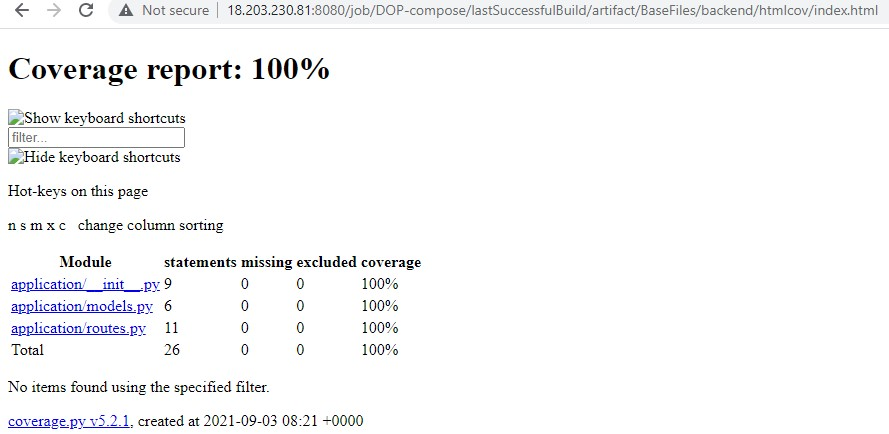 Not secure | 18.203.230.81:8080/job/DOP-compose/lastSuccessfulBuild/artifact/BaseFiles/backend/htmlcov/index.html
Coverage report: 100%
Show keyboard shortcuts
filter...
Hide keyboard shortcuts
Hot-keys on this page
n s m x c change column sorting
Module statements missing excluded coverage
application/__init__.py 9 0 0 100%
application/models.py 6 0 0 100%
application/routes.py 11 0 0 100%
Total 26 0 0 100%
No items found using the specified filter.
coverage.py v5.2.1, created at 2021-09-03 08:21 +0000